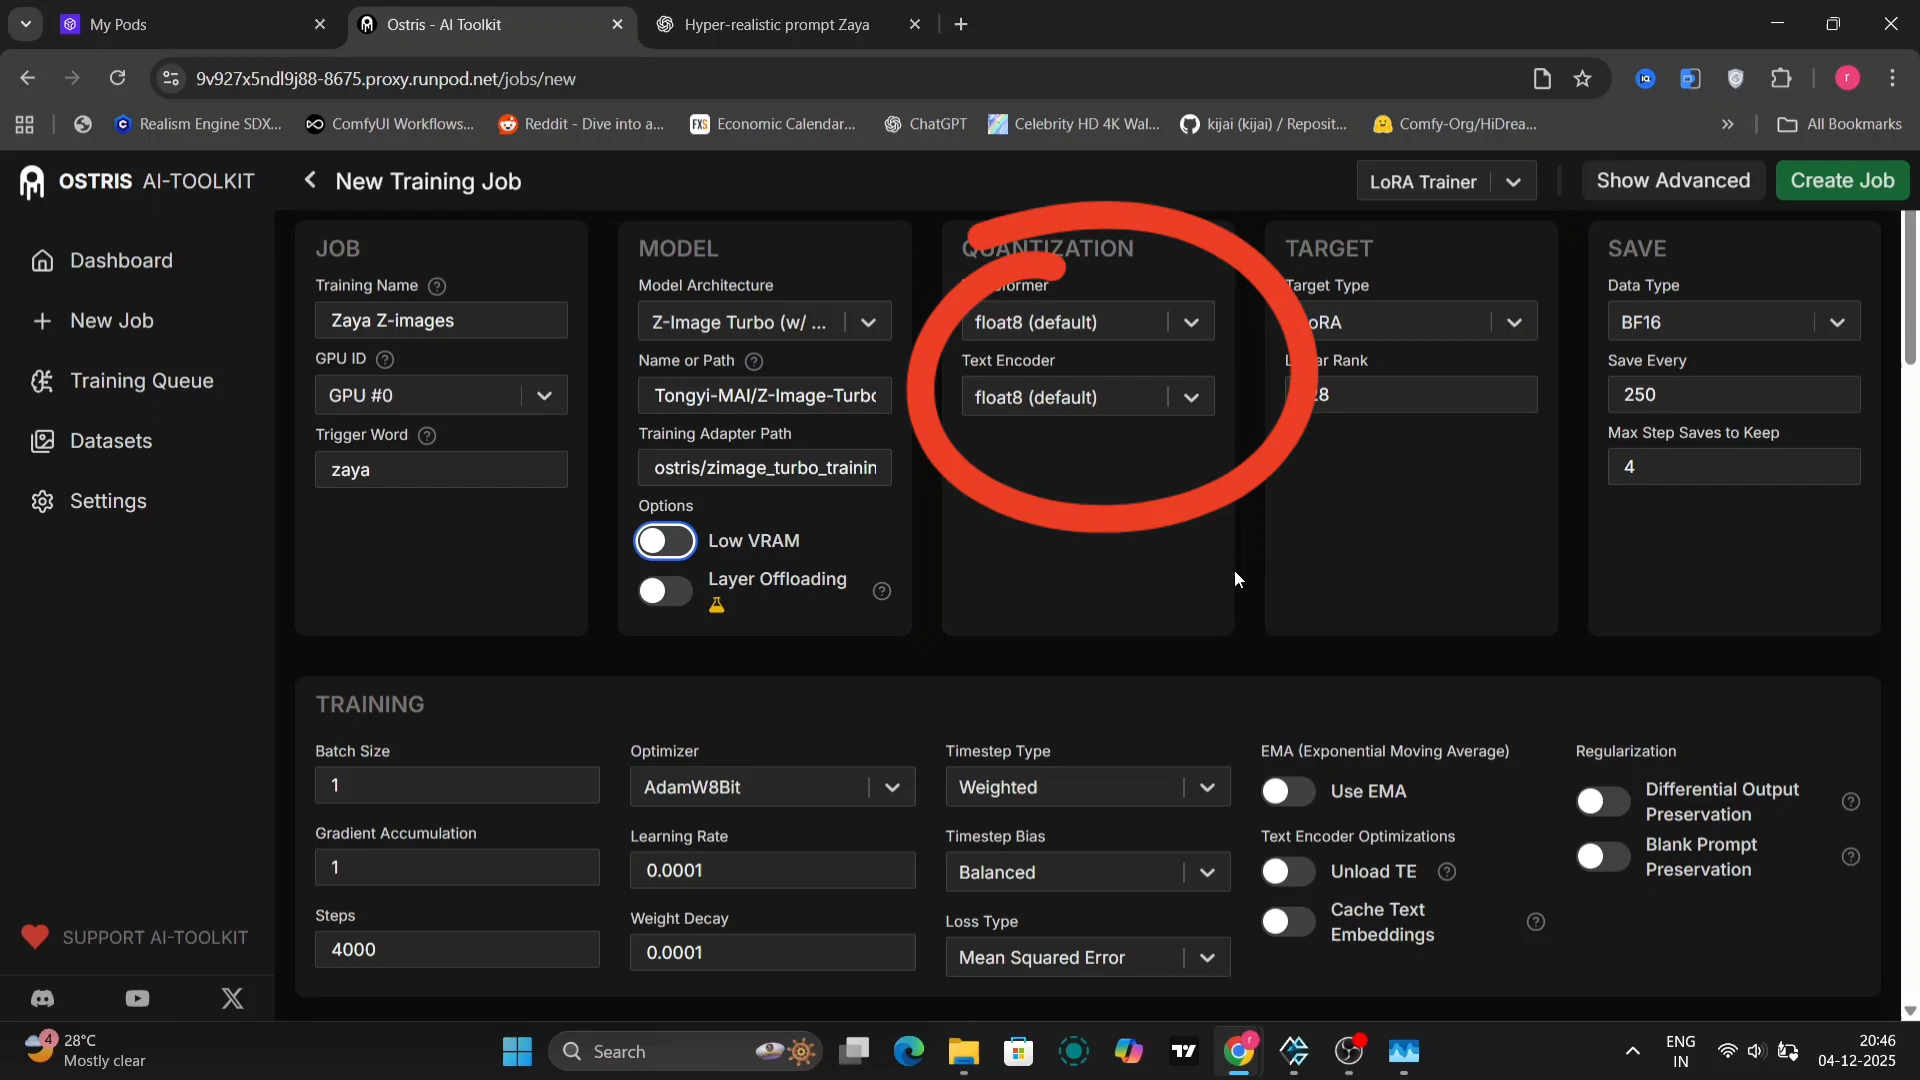 My Pods
Ostris - AI Toolkit
Hyper-realistic prompt Zaya
9v927x5ndl9j88-8675.proxy.runpod.net/jobs/new
Realism Engine SDX...
ComfyUI Workflows...
Reddit - Dive into a...
FXS
Economic Calendar...
ChatGPT
Celebrity HD 4K Wal...
kijai (kijai) / Reposit...
Comfy-Org/HiDrea...
All Bookmarks
OSTRIS AI-TOOLKIT
New Training Job
LoRA Trainer
Show Advanced
Create Job
Dashboard
New Job
Training Queue
Datasets
Settings
JOB
Training Name
Zaya Z-images
GPU ID
GPU #0
Trigger Word
zaya
MODEL
Model Architecture
Z-Image Turbo (w/ ...
Name or Path
Tongyi-MAI/Z-Image-Turbo
Training Adapter Path
ostris/zimage_turbo_trainin
Options
Low VRAM
Layer Offloading
QUANTIZATION
float8 (default)
Text Encoder
float8 (default)
TARGET
Target Type
LoRA
Rank
SAVE
Data Type
BF16
Save Every
250
Max Step Saves to Keep
4
TRAINING
Batch Size
1
Gradient Accumulation
1
Steps
4000
Optimizer
AdamW8Bit
Learning Rate
0.0001
Weight Decay
0.0001
Timestep Type
Weighted
Timestep Bias
Balanced
Loss Type
Mean Squared Error
EMA (Exponential Moving Average)
Use EMA
Text Encoder Optimizations
Unload TE
Cache Text
Embeddings
Regularization
Differential Output
Preservation
Blank Prompt
Preservation
SUPPORT AI-TOOLKIT
4
28°C
Mostly clear
Search
ENG
IN
20:46
04-12-2025